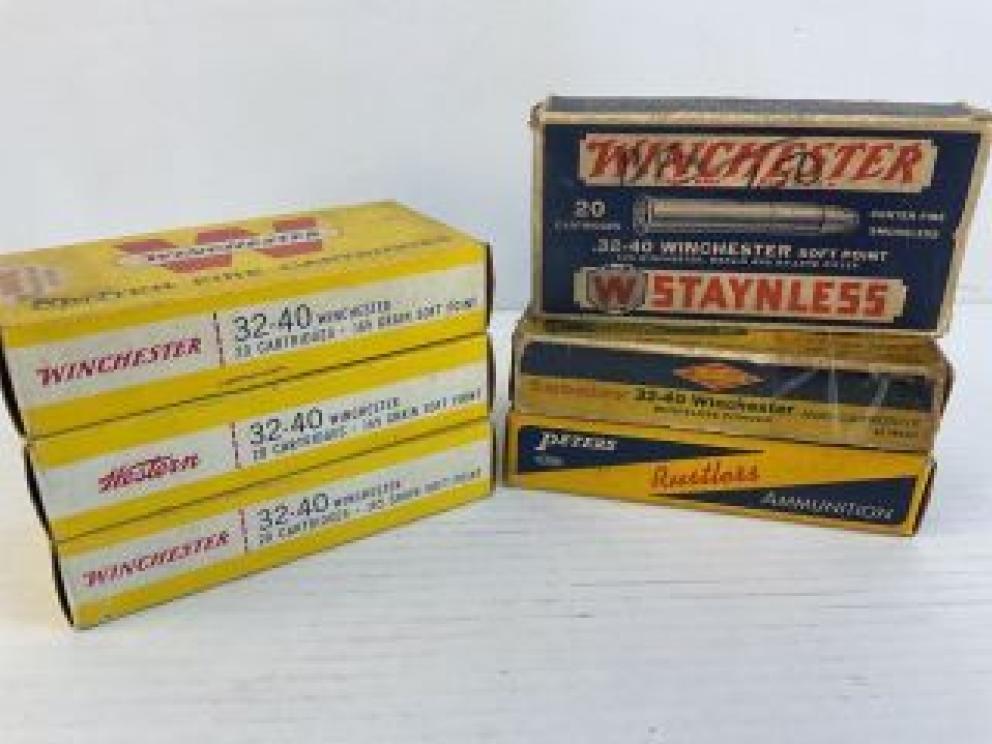 WINCHESTER
CENTER FIRE CARTRIDGES
WINCHESTER
32-40 WINCHESTER
20 CARTRIDGES · 165 GRAIN SOFT POINT
Western
32-40 WINCHESTER
20 CARTRIDGES · 165 GRAIN SOFT POINT
WINCHESTER
32-40 WINCHESTER
20 CARTRIDGES · 165 GRAIN SOFT POINT
WINCHESTER
20
CARTRIDGES
CENTER FIRE
SMOKELESS
.32-40 WINCHESTER SOFT POINT
W STAYNLESS
32-40 Winchester
PETERS
Rustless
AMMUNITION